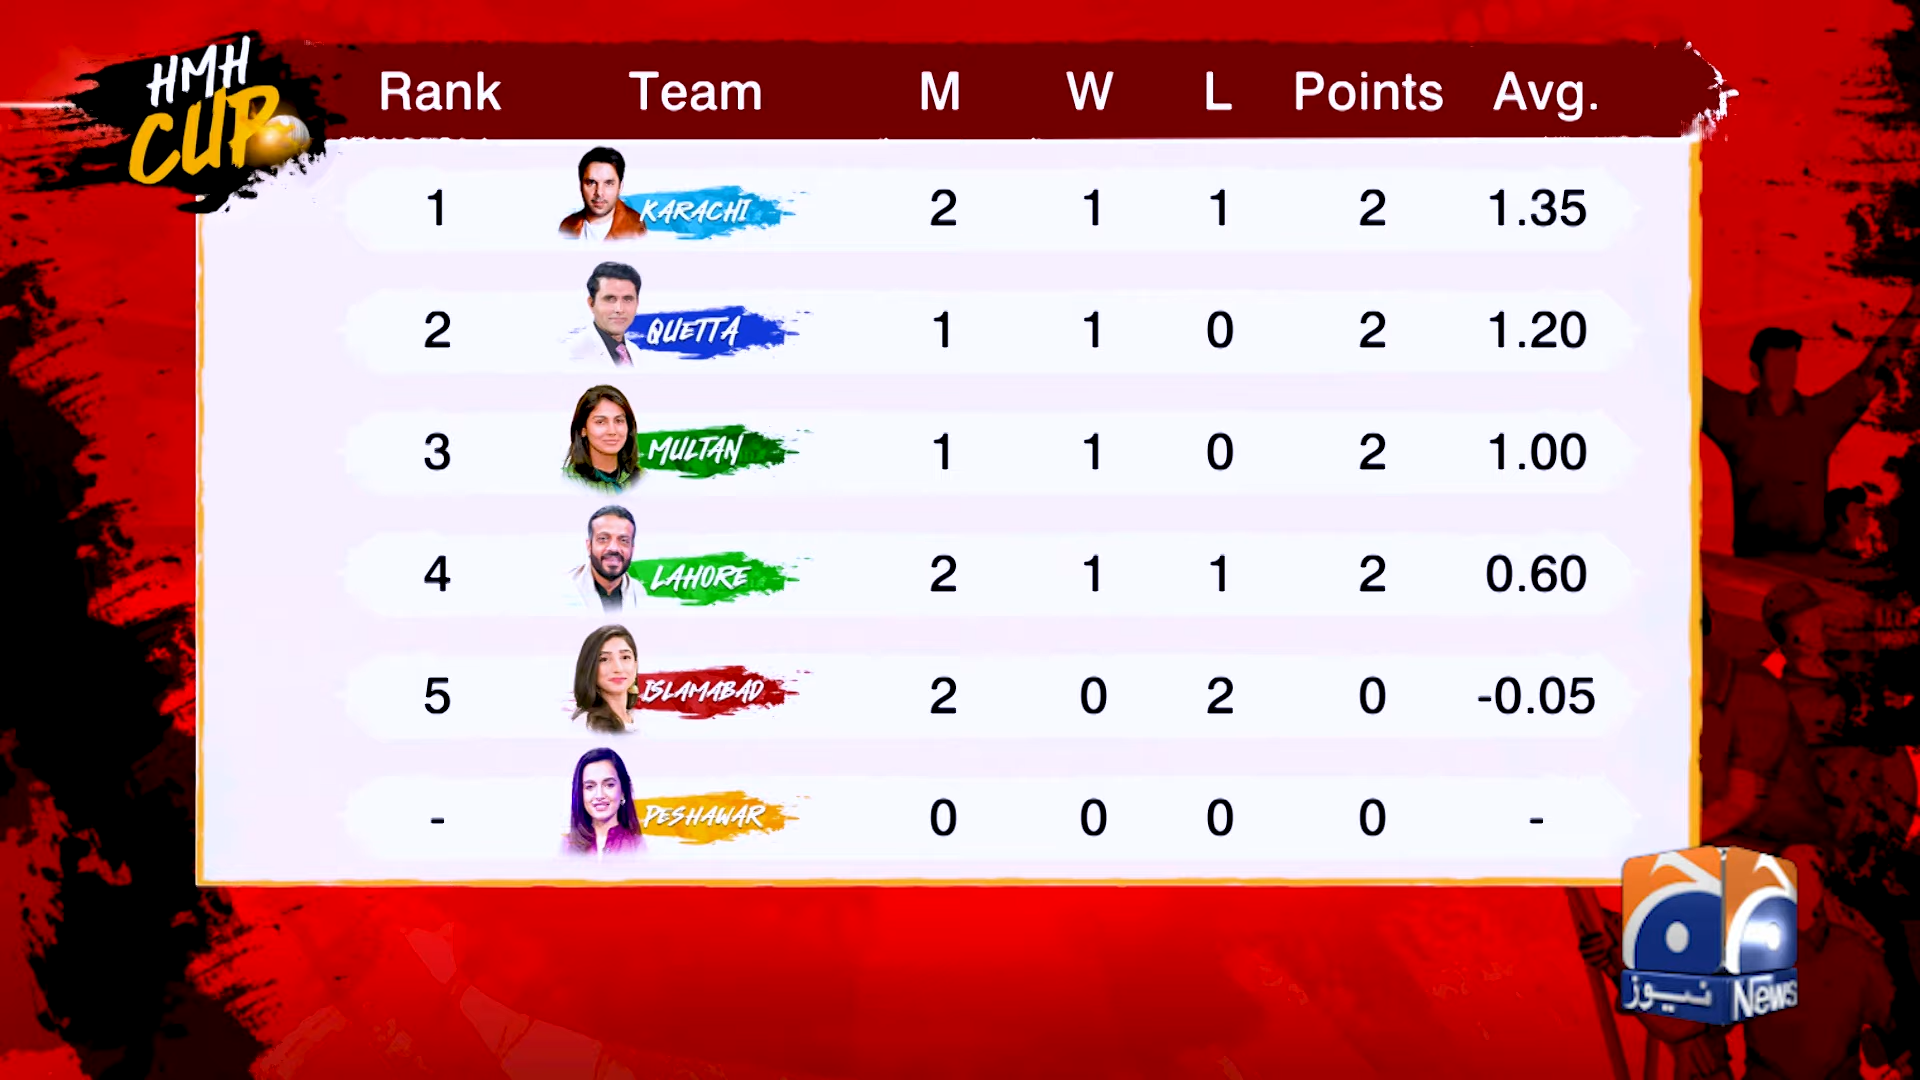 HMH
CUP
Rank Team M W L Points Avg.
1 KARACHI 2 1 1 2 1.35
2 QUETTA 1 1 0 2 1.20
3 MULTAN 1 1 0 2 1.00
4 LAHORE 2 1 1 2 0.60
5 ISLAMABAD 2 0 2 0 -0.05
- PESHAWAR 0 0 0 0 -
نیوز News